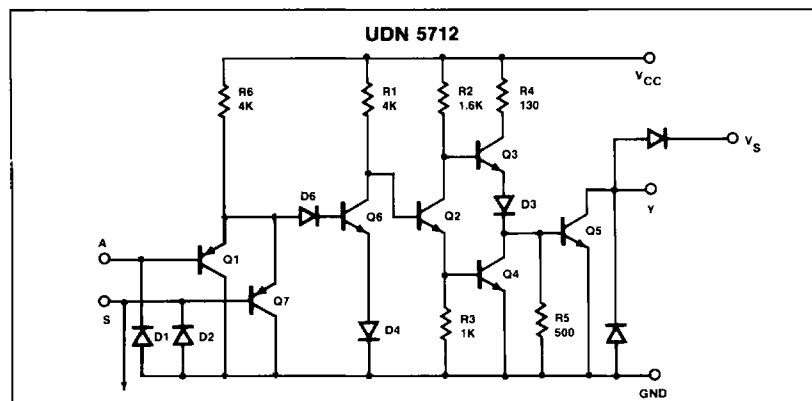 UDN 5712
VCC
R6
4K
R1
4K
R2
1.6K
R4
130
Q3
VS
D6
Q6
Q2
D3
Y
A
Q1
Q5
Q4
S
Q7
D1
D2
D4
R3
1K
R5
500
GND